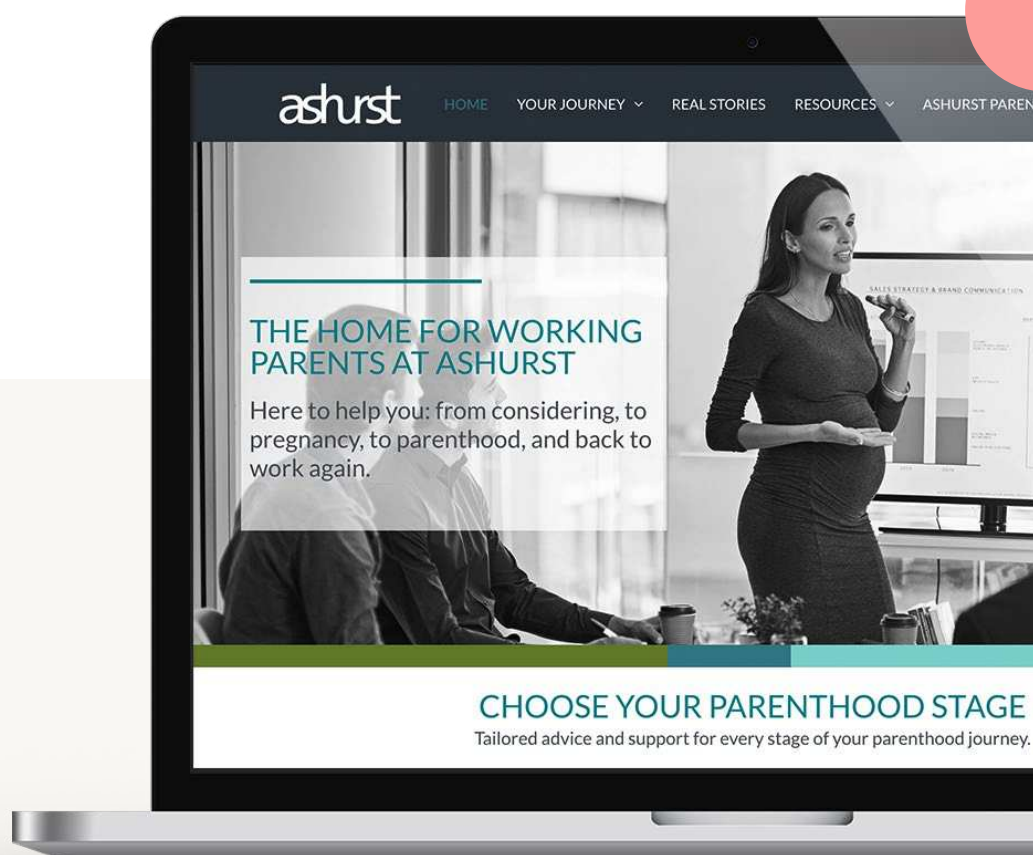 ashurst
HOME YOUR JOURNEY REAL STORIES RESOURCES ASHURST PAREN
SALES STRATEGY & BRAND COMMUNICATION
THE HOME FOR WORKING
PARENTS AT ASHURST
Here to help you: from considering, to
pregnancy, to parenthood, and back to
work again.
CHOOSE YOUR PARENTHOOD STAGE
Tailored advice and support for every stage of your parenthood journey.